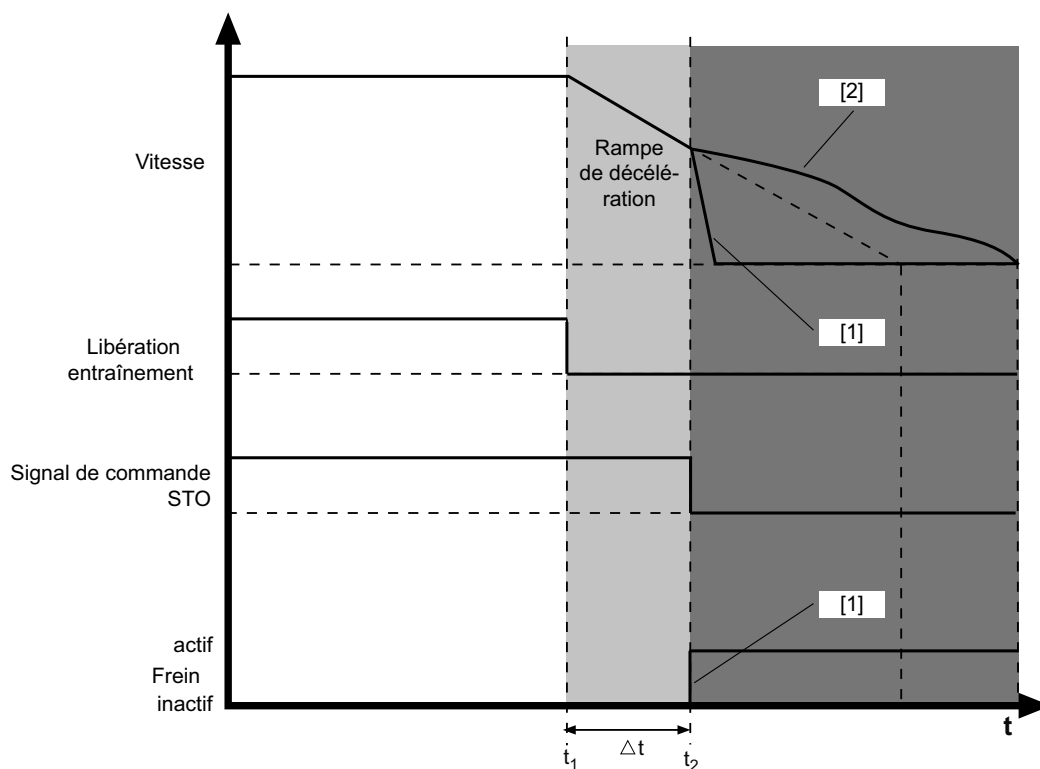 [2]
Vitesse
Rampe
de décélé-
ration
[1]
Libération
entraînement
Signal de commande
STO
[1]
actif
Frein
inactif
t
△t
t1
t2